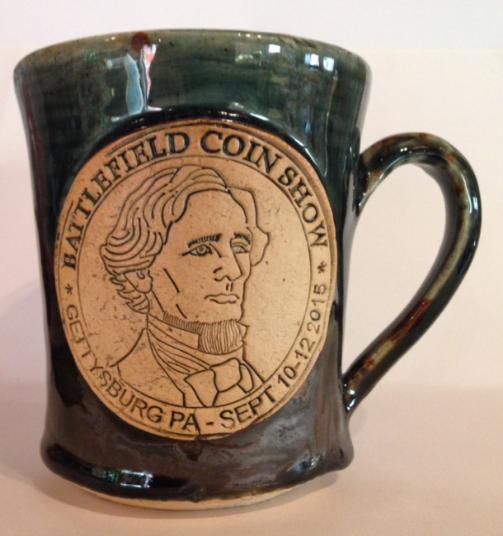 * BATTLEFIELD COIN SHOW *
GETTYSBURG PA - SEPT 10-12 2015